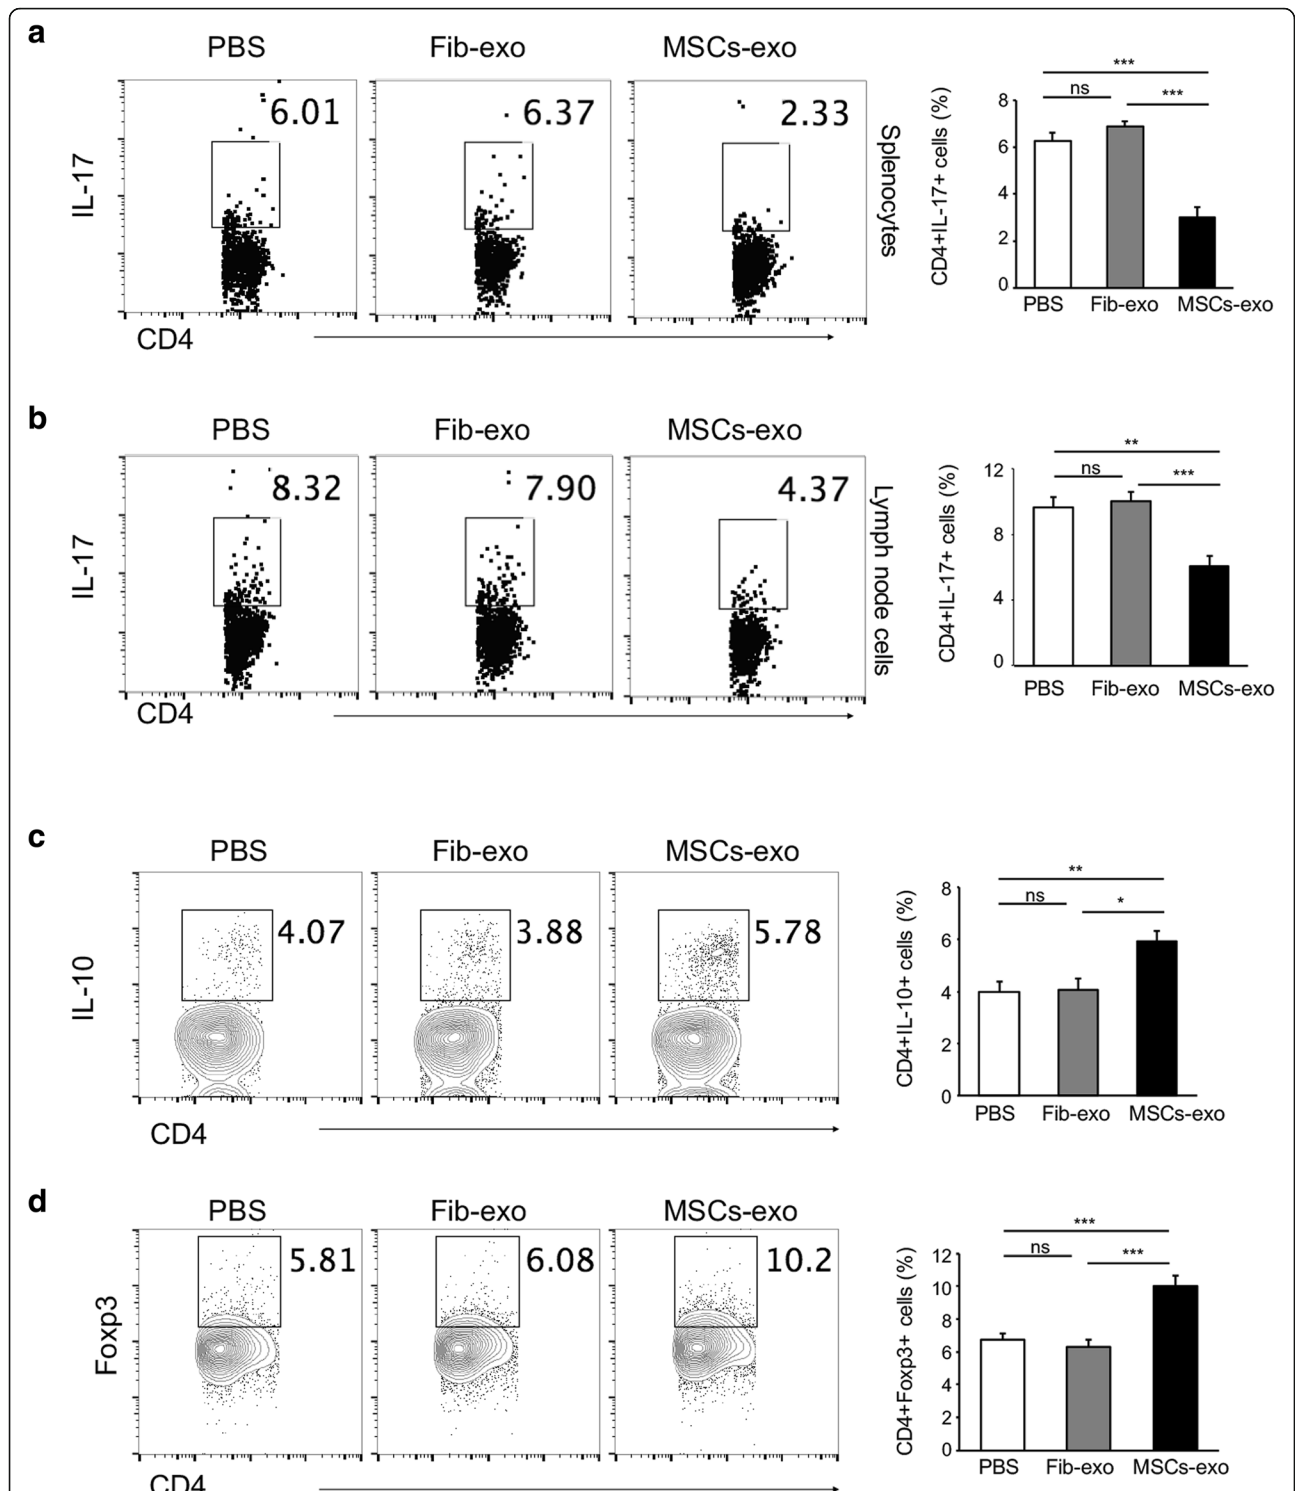 a
PBS Fib-exo MSCs-exo
6.01 6.37 2.33
IL-17
CD4
Splenocytes
CD4+IL-17+ cells (%)
***
ns ***
8
6
4
2
0
PBS Fib-exo MSCs-exo
b
PBS Fib-exo MSCs-exo
8.32 7.90 4.37
IL-17
CD4
Lymph node cells
CD4+IL-17+ cells (%)
**
ns ***
12
8
4
0
PBS Fib-exo MSCs-exo
c
PBS Fib-exo MSCs-exo
4.07 3.88 5.78
IL-10
CD4
CD4+IL-10+ cells (%)
**
ns *
8
6
4
2
0
PBS Fib-exo MSCs-exo
d
PBS Fib-exo MSCs-exo
5.81 6.08 10.2
Foxp3
CD4
CD4+Foxp3+ cells (%)
***
ns ***
12
10
8
6
4
2
0
PBS Fib-exo MSCs-exo